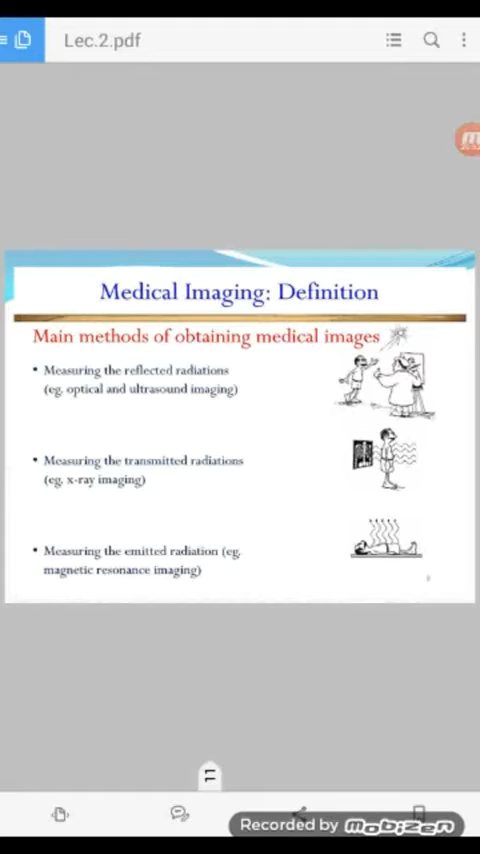 Lec.2.pdf
Medical Imaging: Definition
Main methods of obtaining medical images
• Measuring the reflected radiations
(eg. optical and ultrasound imaging)
• Measuring the transmitted radiations
(eg. x-ray imaging)
• Measuring the emitted radiation (eg.
magnetic resonance imaging)
11
Recorded by mobizen